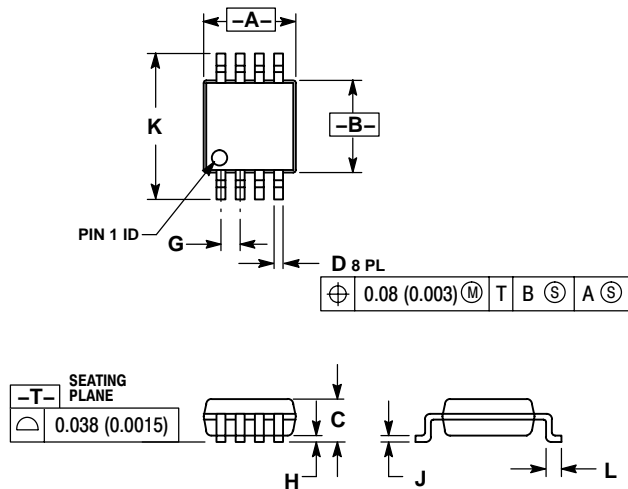 –A–
K
–B–
PIN 1 ID
G
D 8 PL
⌖ 0.08 (0.003) Ⓜ T B Ⓢ A Ⓢ
–T– SEATING
PLANE
⌓ 0.038 (0.0015)
C
H
J
L